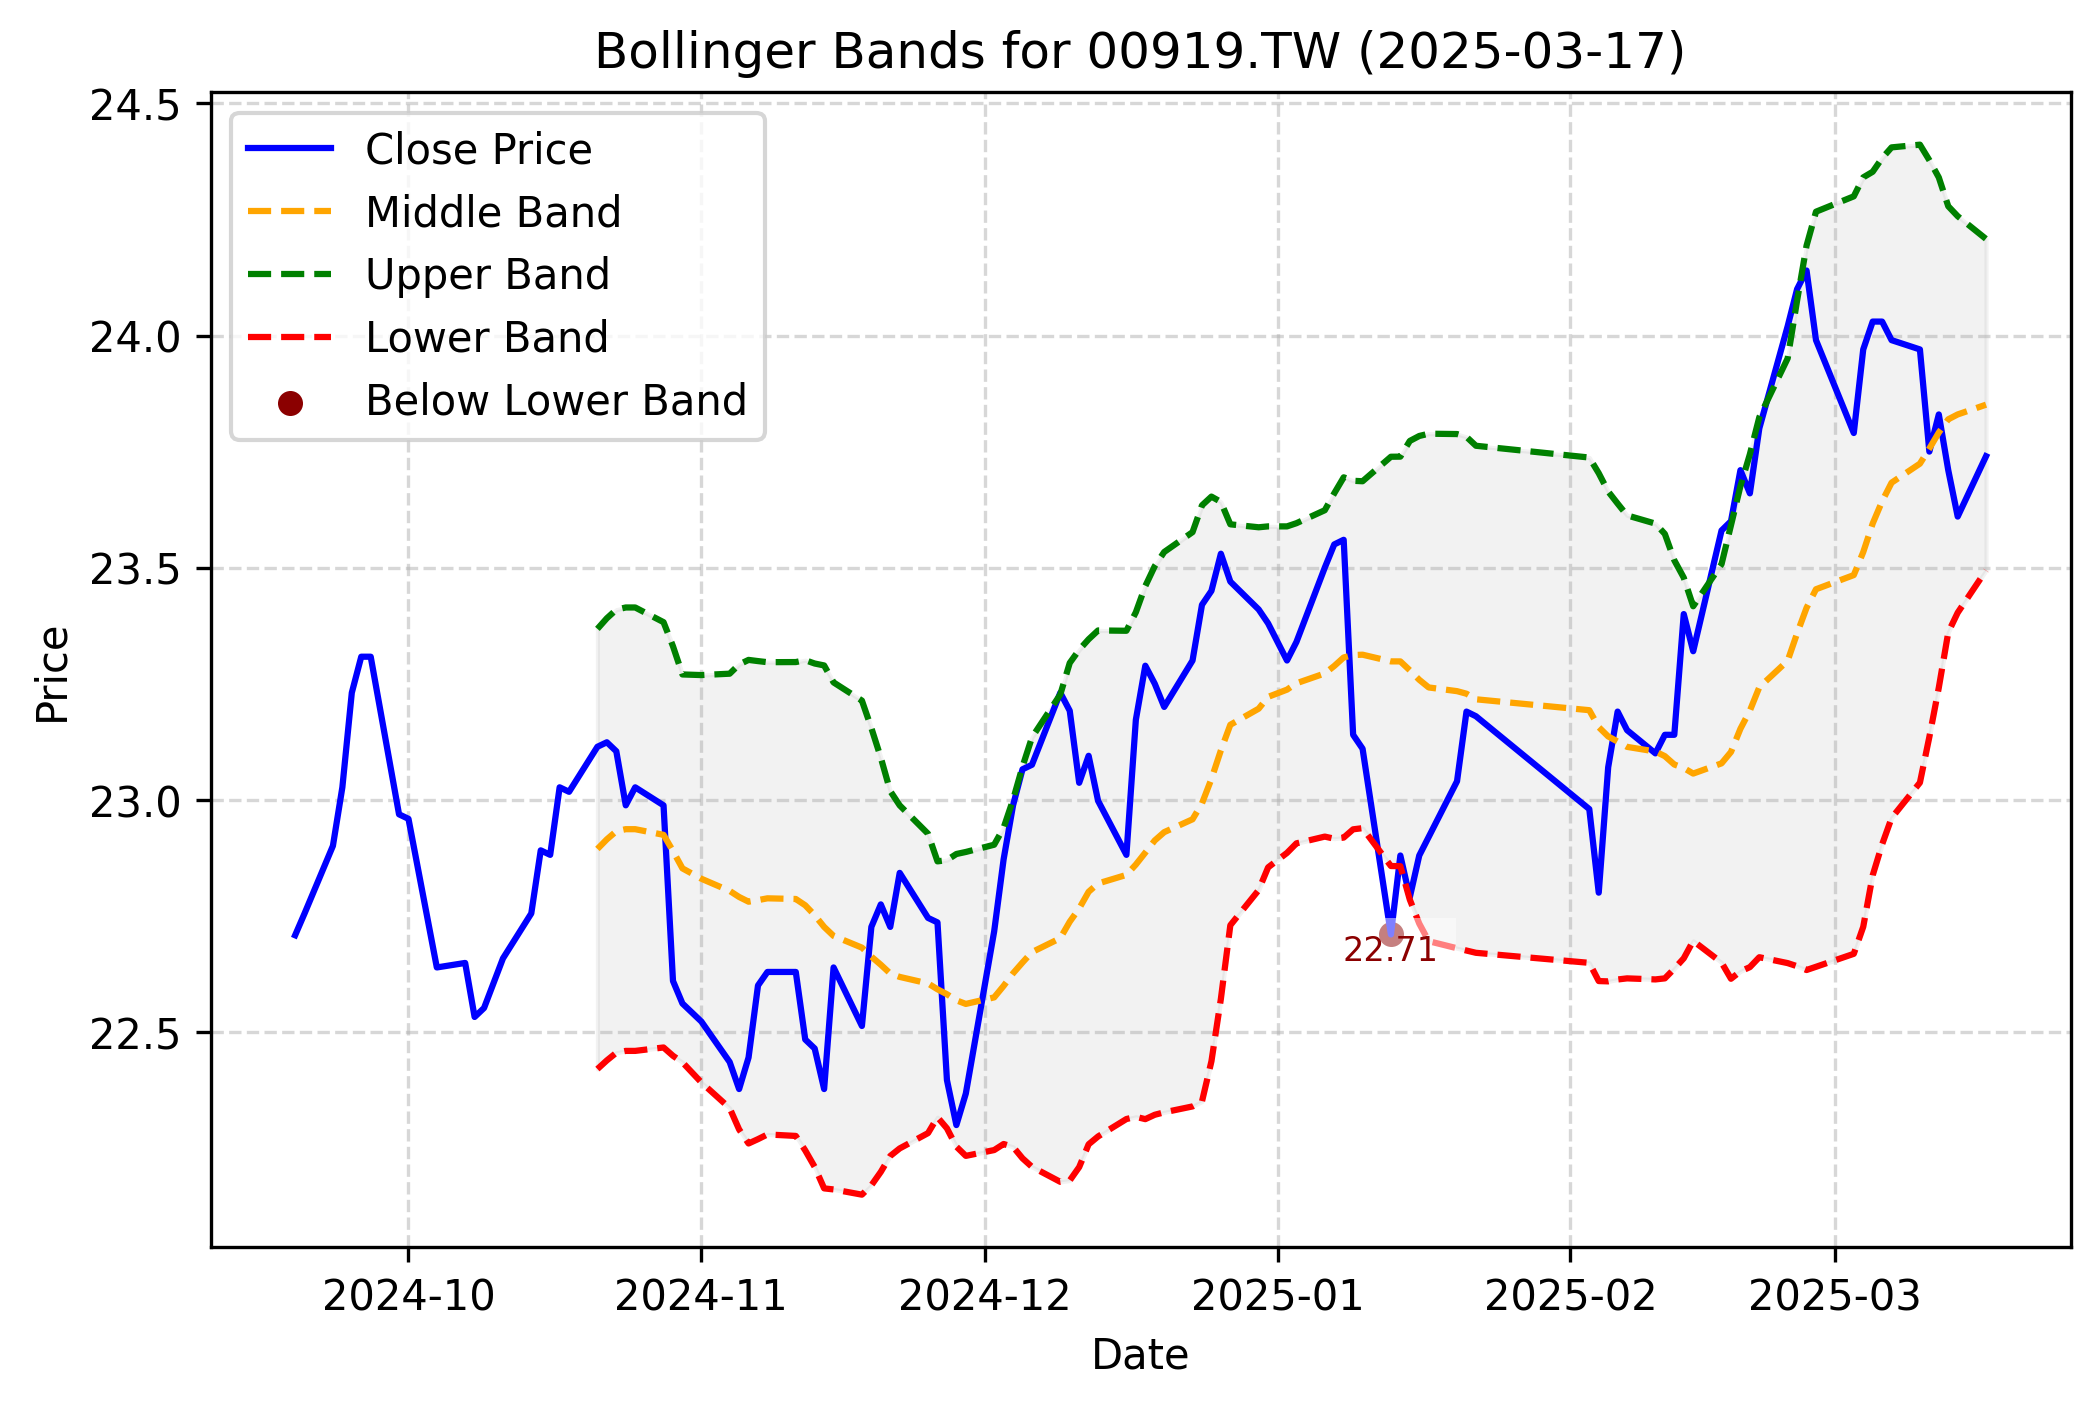 Bollinger Bands for 00919.TW (2025-03-17)
24.5
24.0
23.5
23.0
22.5
Price
Close Price
Middle Band
Upper Band
Lower Band
Below Lower Band
22.71
2024-10
2024-11
2024-12
2025-01
2025-02
2025-03
Date